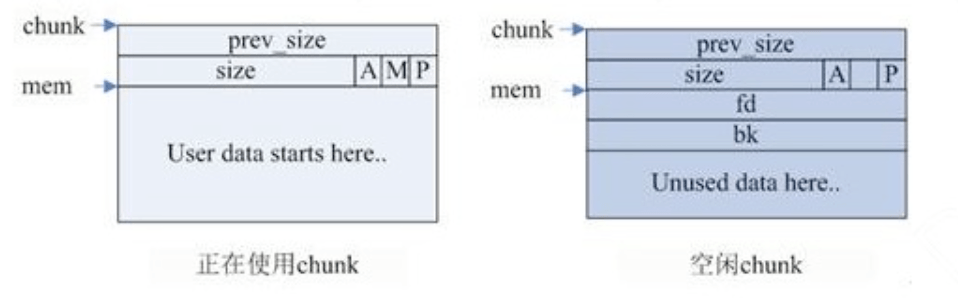 chunk
prev_size
size A M P
mem
User data starts here..
正在使用chunk
chunk
prev_size
size A P
mem
fd
bk
Unused data here..
空闲chunk